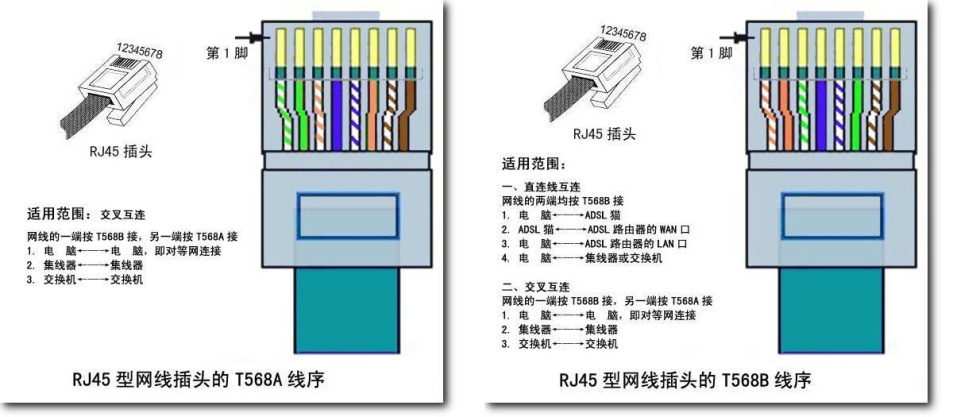 12345678
第1脚
RJ45 插头
适用范围: 交叉互连
网线的一端按 T568B 接, 另一端按 T568A 接
1. 电 脑←→电 脑, 即对等网连接
2. 集线器←→集线器
3. 交换机←→交换机
RJ45 型网线插头的 T568A 线序
12345678
第1脚
RJ45 插头
适用范围:
一、直连线互连
网线的两端均按 T568B 接
1. 电 脑←→ADSL 猫
2. ADSL 猫←→ADSL 路由器的 WAN 口
3. 电 脑←→ADSL 路由器的 LAN 口
4. 电 脑←→集线器或交换机
二、交叉互连
网线的一端按 T568B 接, 另一端按 T568A 接
1. 电 脑←→电 脑, 即对等网连接
2. 集线器←→集线器
3. 交换机←→交换机
RJ45 型网线插头的 T568B 线序